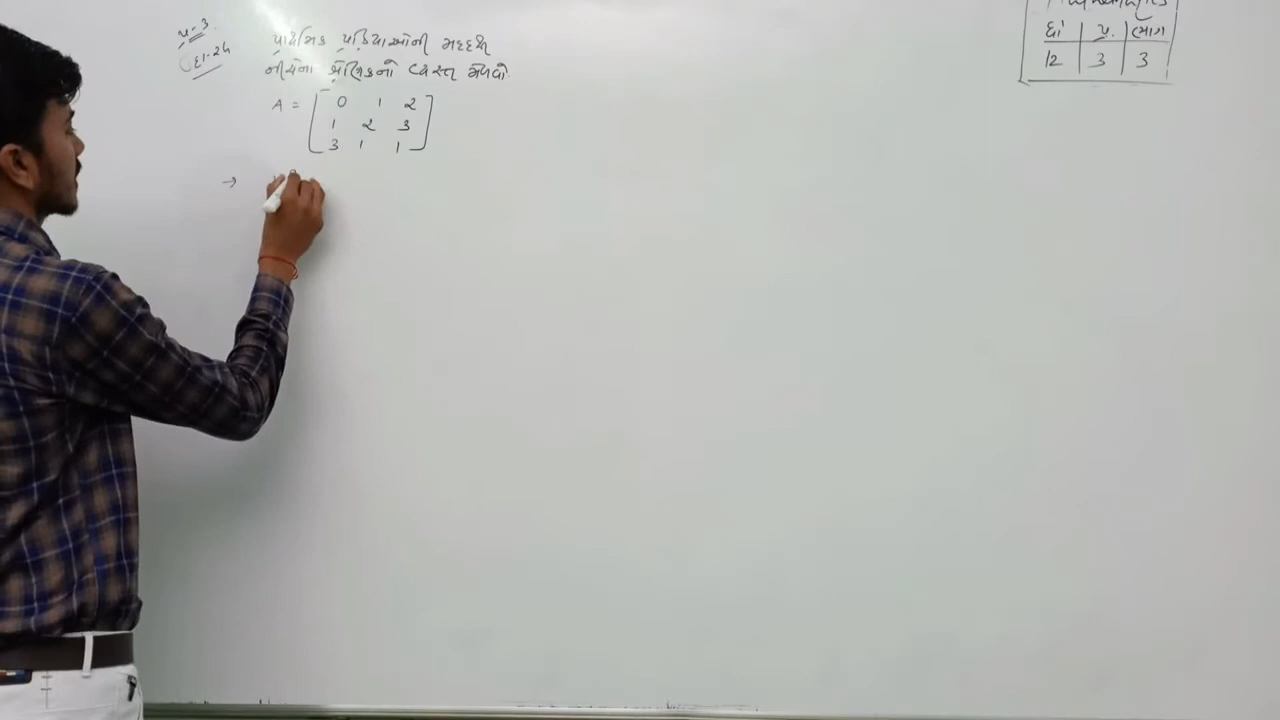 પ્ર-3
દા-24
પ્રાથમિક પ્રક્રિયાઓની મદદથી
નીચેના શ્રેણિકનો વ્યસ્ત મેળવો.
A = [ 0 1 2
1 2 3
3 1 1 ]
→
ધો પ્ર. ભાગ
12 3 3